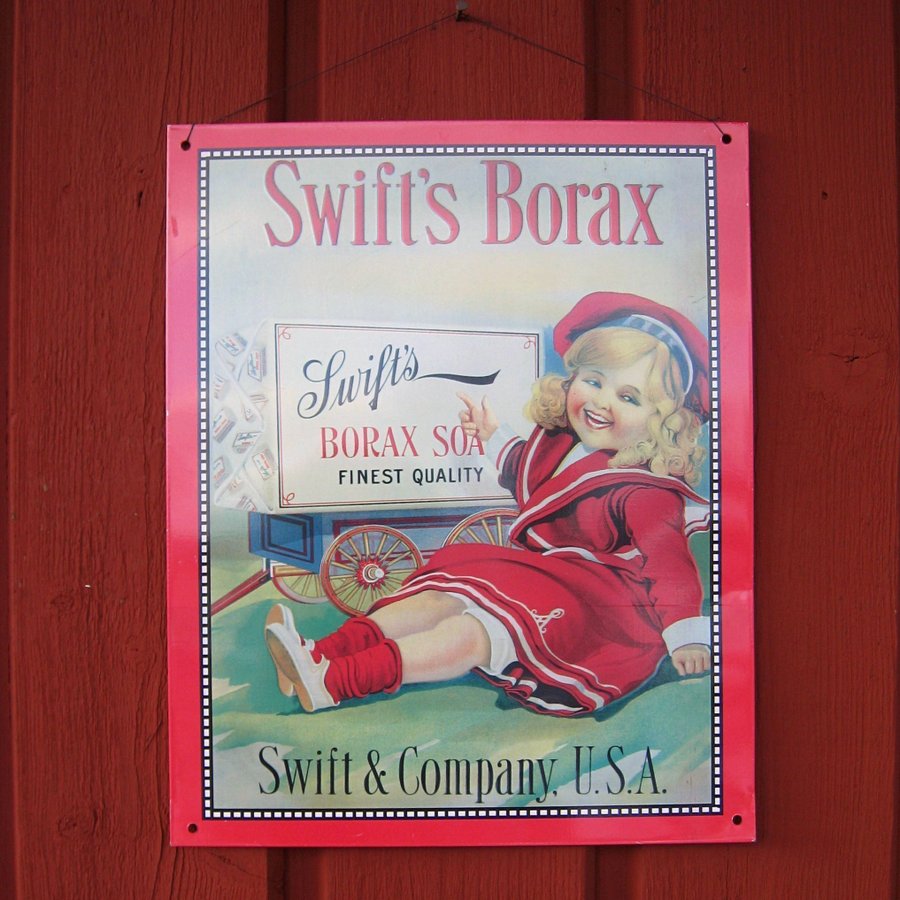 Swift's Borax
Swift's
BORAX SOA
FINEST QUALITY
Swift & Company, U.S.A.